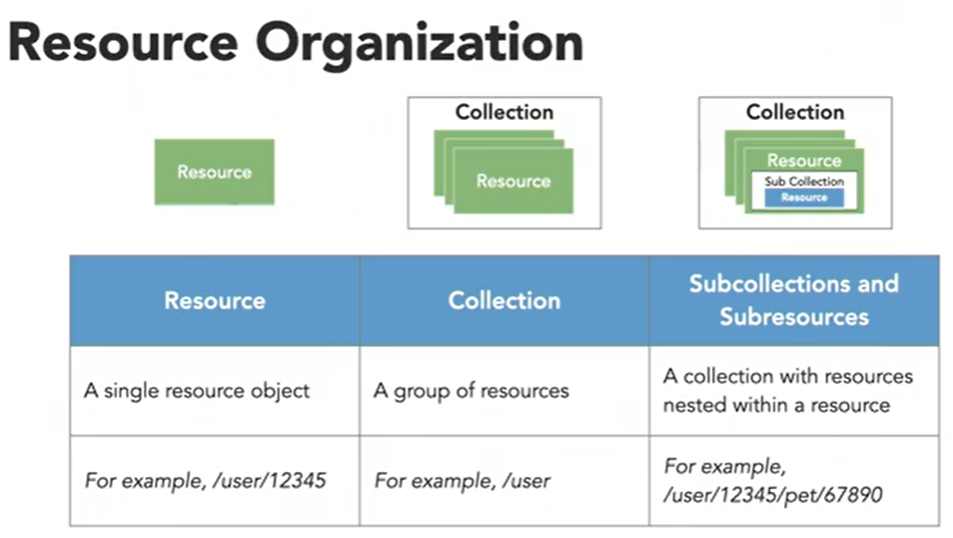 Resource Organization
Resource
Collection
Resource
Collection
Resource
Sub Collection
Resource
Resource
Collection
Subcollections and
Subresources
A single resource object
A group of resources
A collection with resources
nested within a resource
For example, /user/12345
For example, /user
For example,
/user/12345/pet/67890